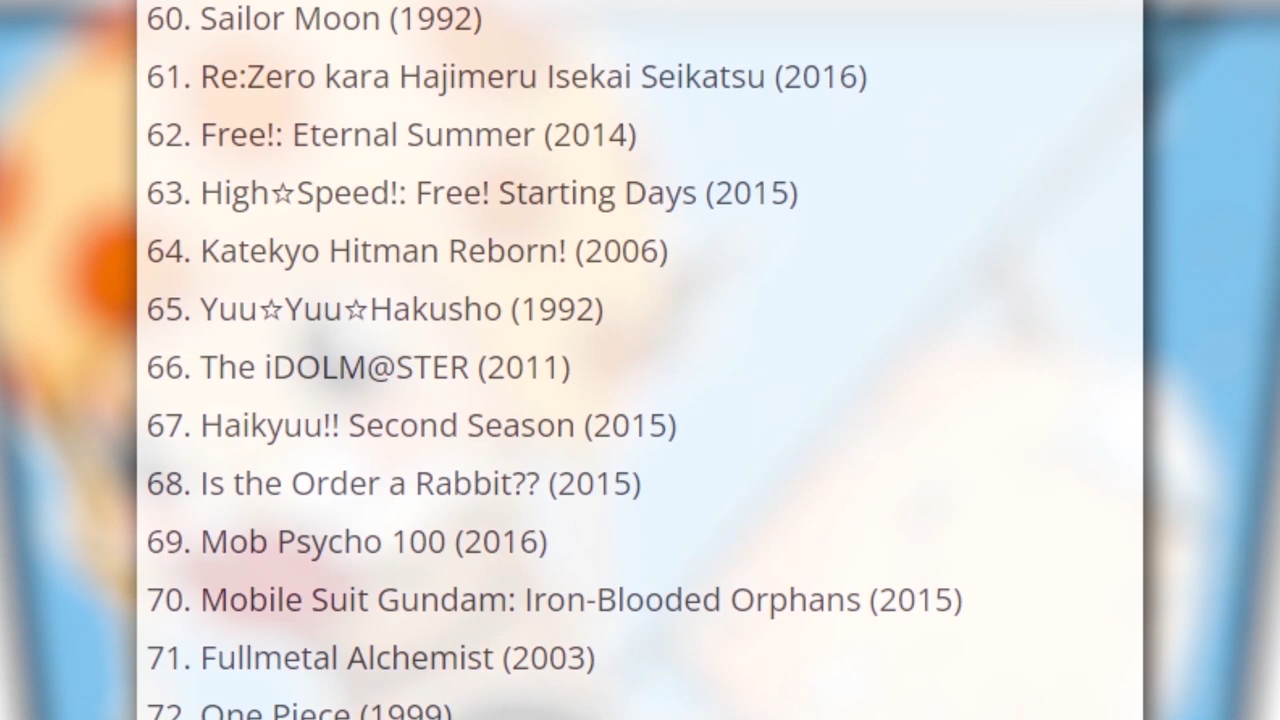 60. Sailor Moon (1992)
61. Re:Zero kara Hajimeru Isekai Seikatsu (2016)
62. Free!: Eternal Summer (2014)
63. High☆Speed!: Free! Starting Days (2015)
64. Katekyo Hitman Reborn! (2006)
65. Yuu☆Yuu☆Hakusho (1992)
66. The iDOLM@STER (2011)
67. Haikyuu!! Second Season (2015)
68. Is the Order a Rabbit?? (2015)
69. Mob Psycho 100 (2016)
70. Mobile Suit Gundam: Iron-Blooded Orphans (2015)
71. Fullmetal Alchemist (2003)
72. One Piece (1999)